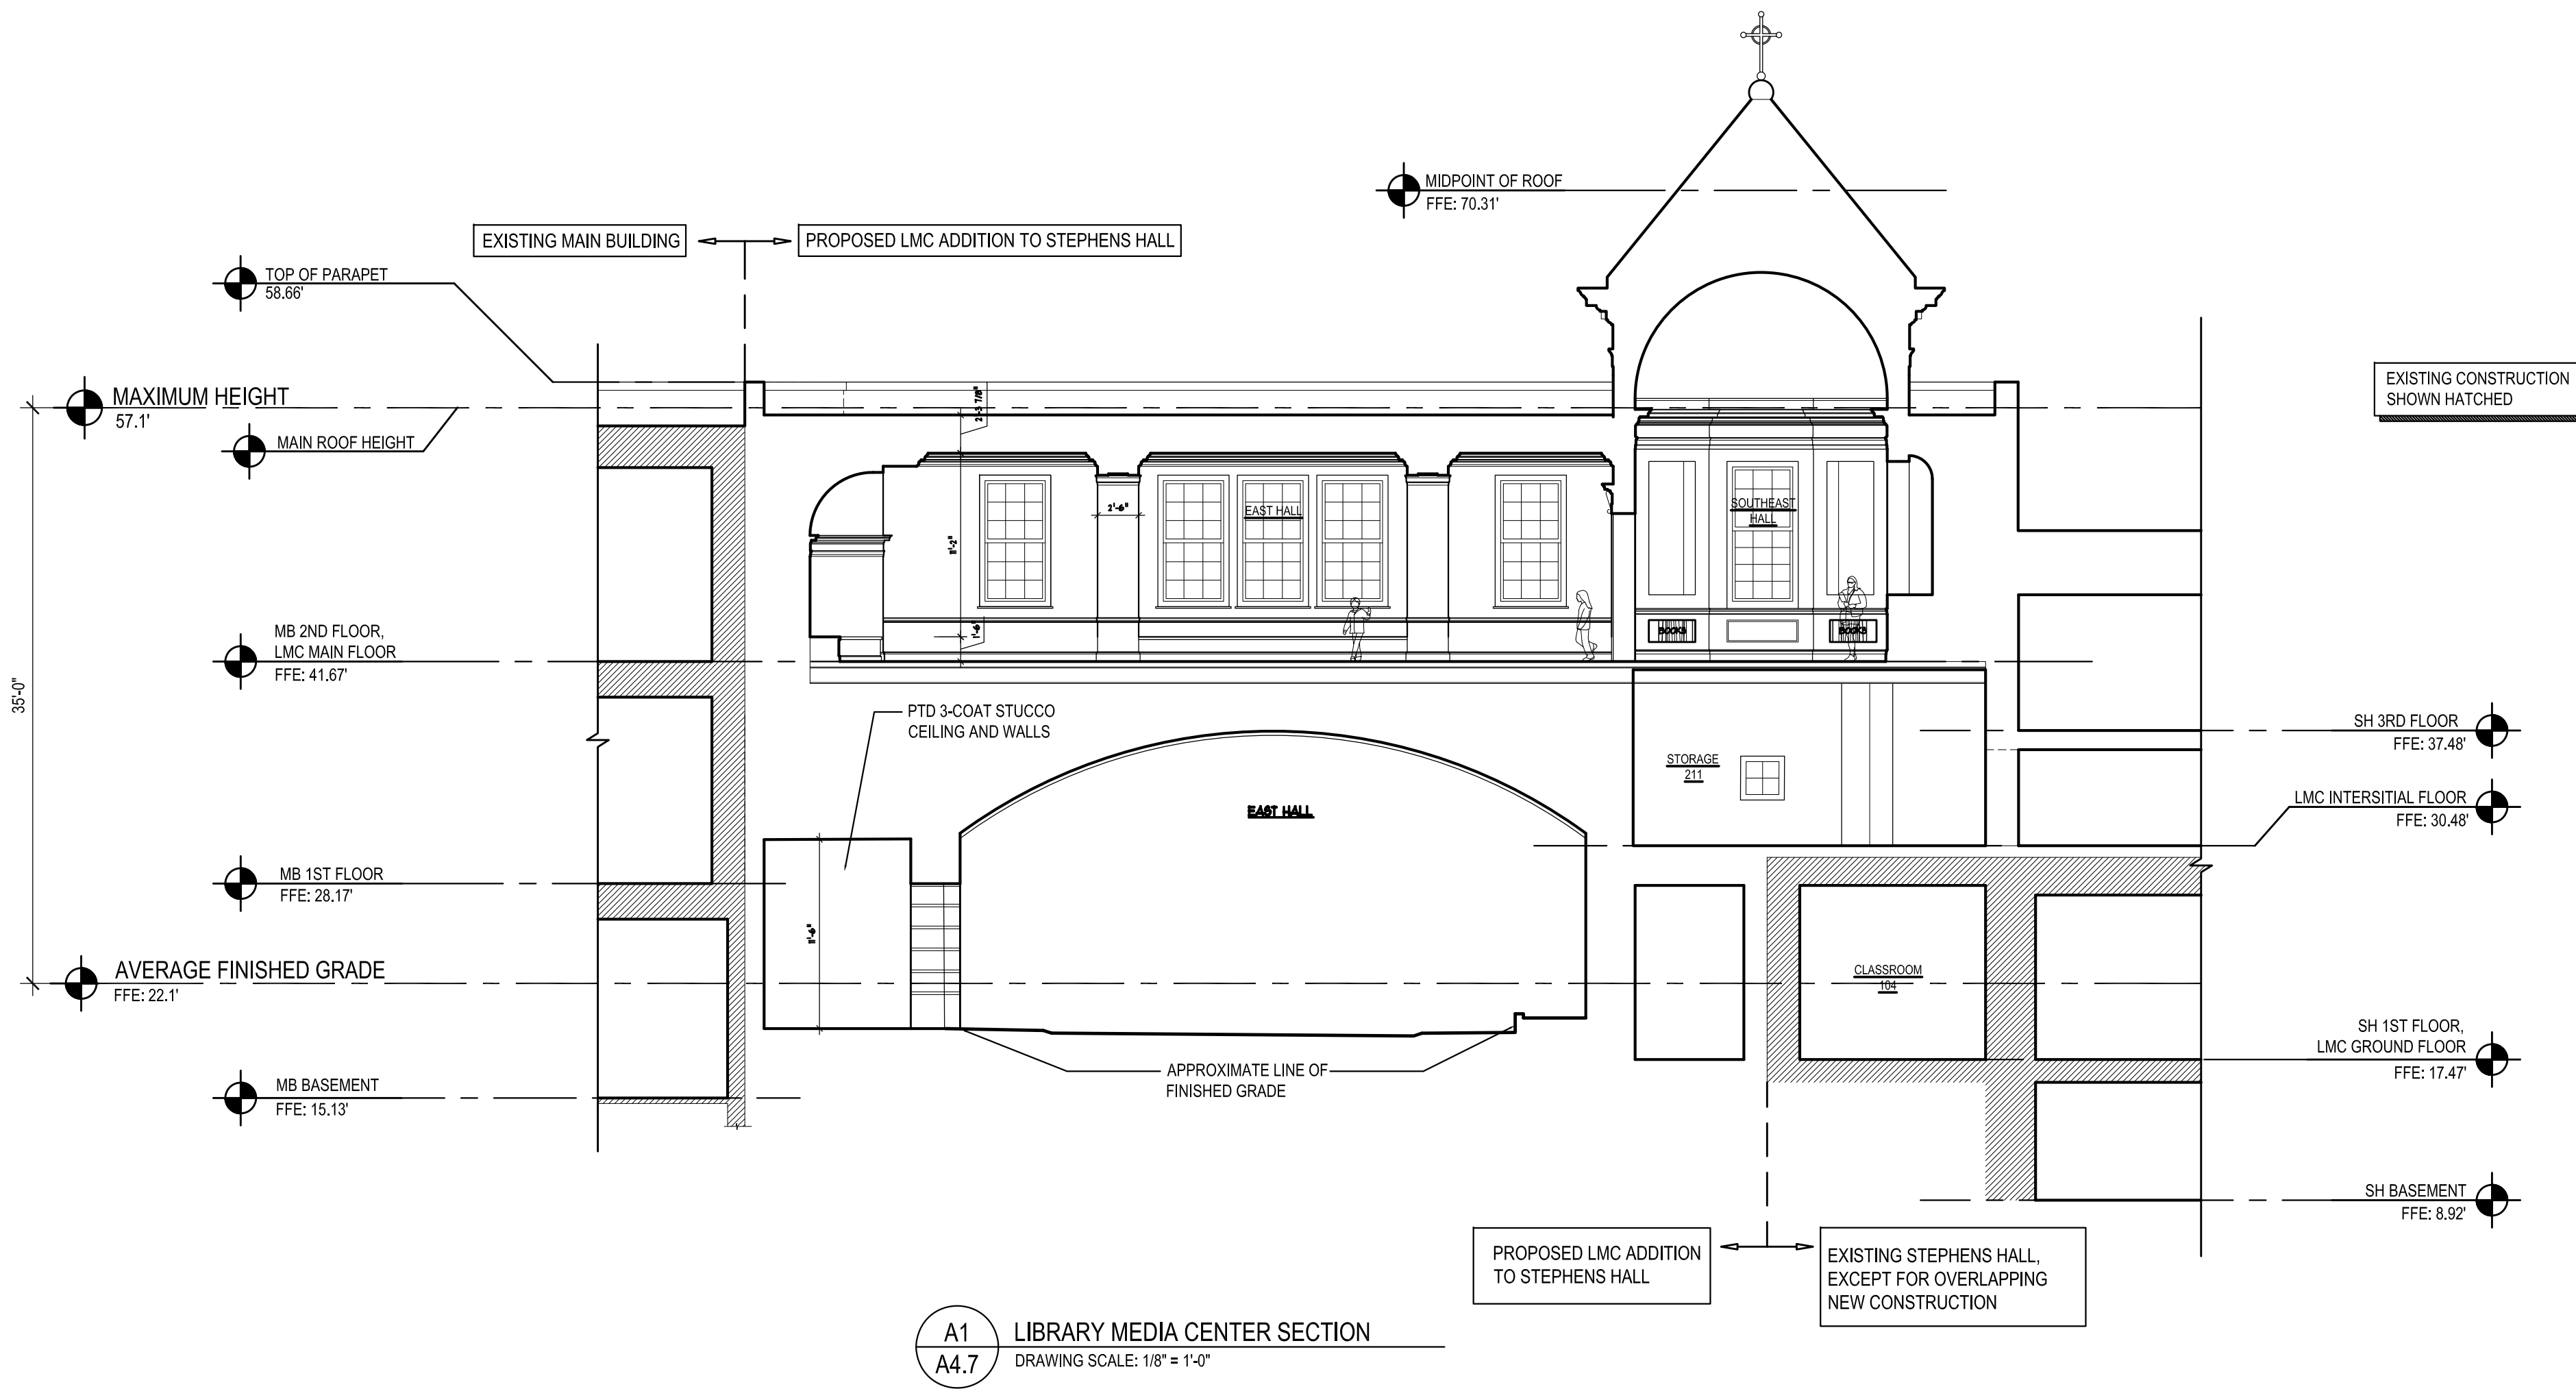 MIDPOINT OF ROOF
FFE: 70.31'
EXISTING MAIN BUILDING
PROPOSED LMC ADDITION TO STEPHENS HALL
TOP OF PARAPET
58.66'
EXISTING CONSTRUCTION
SHOWN HATCHED
MAXIMUM HEIGHT
57.1'
MAIN ROOF HEIGHT
2'-3 7/8"
2'-6"
EAST HALL
SOUTHEAST
HALL
11'-2"
1'-6"
BOOKS
BOOKS
MB 2ND FLOOR,
LMC MAIN FLOOR
FFE: 41.67'
35'-0"
PTD 3-COAT STUCCO
CEILING AND WALLS
SH 3RD FLOOR
FFE: 37.48'
STORAGE
211
EAST HALL
LMC INTERSITIAL FLOOR
FFE: 30.48'
MB 1ST FLOOR
FFE: 28.17'
11'-6"
AVERAGE FINISHED GRADE
FFE: 22.1'
CLASSROOM
104
SH 1ST FLOOR,
LMC GROUND FLOOR
FFE: 17.47'
APPROXIMATE LINE OF
FINISHED GRADE
MB BASEMENT
FFE: 15.13'
SH BASEMENT
FFE: 8.92'
PROPOSED LMC ADDITION
TO STEPHENS HALL
EXISTING STEPHENS HALL,
EXCEPT FOR OVERLAPPING
NEW CONSTRUCTION
A1
A4.7
LIBRARY MEDIA CENTER SECTION
DRAWING SCALE: 1/8" = 1'-0"